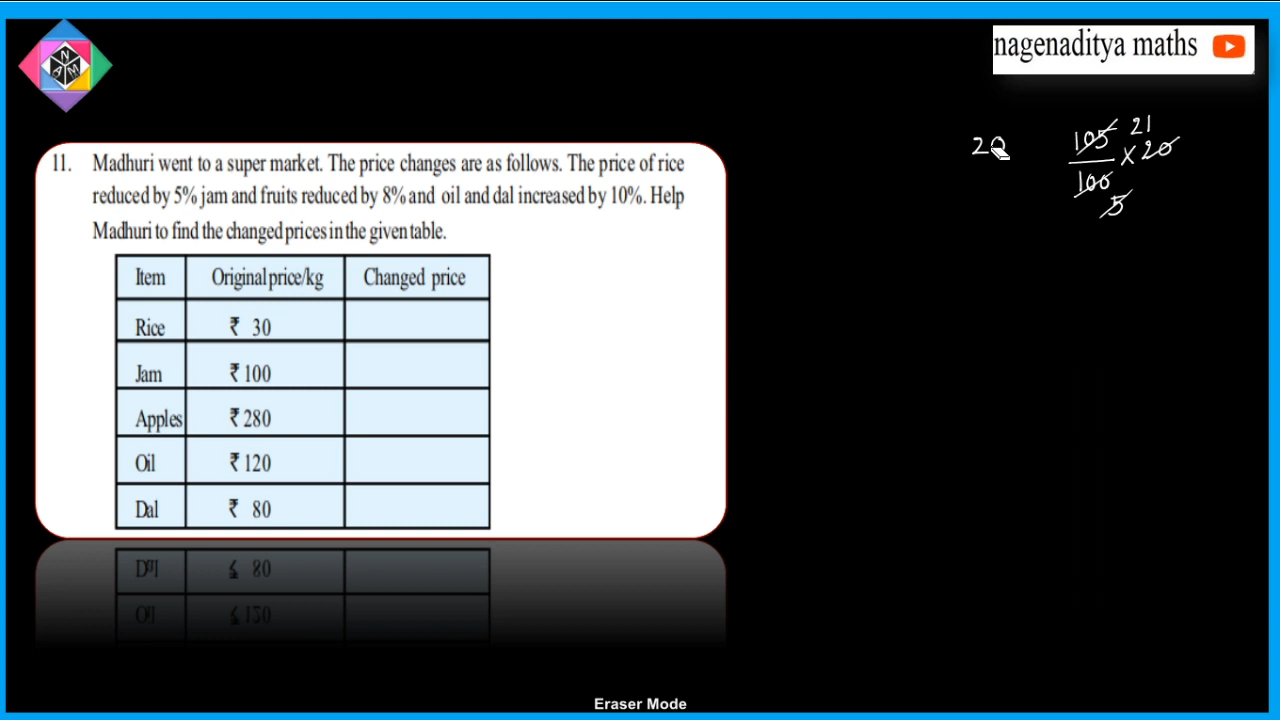 N
A M
nagenaditya maths
20 105 21
100 × 20
5
11. Madhuri went to a super market. The price changes are as follows. The price of rice
reduced by 5% jam and fruits reduced by 8% and oil and dal increased by 10%. Help
Madhuri to find the changed prices in the given table.
Item Original price/kg Changed price
Rice ₹ 30
Jam ₹ 100
Apples ₹ 280
Oil ₹ 120
Dal ₹ 80
Eraser Mode